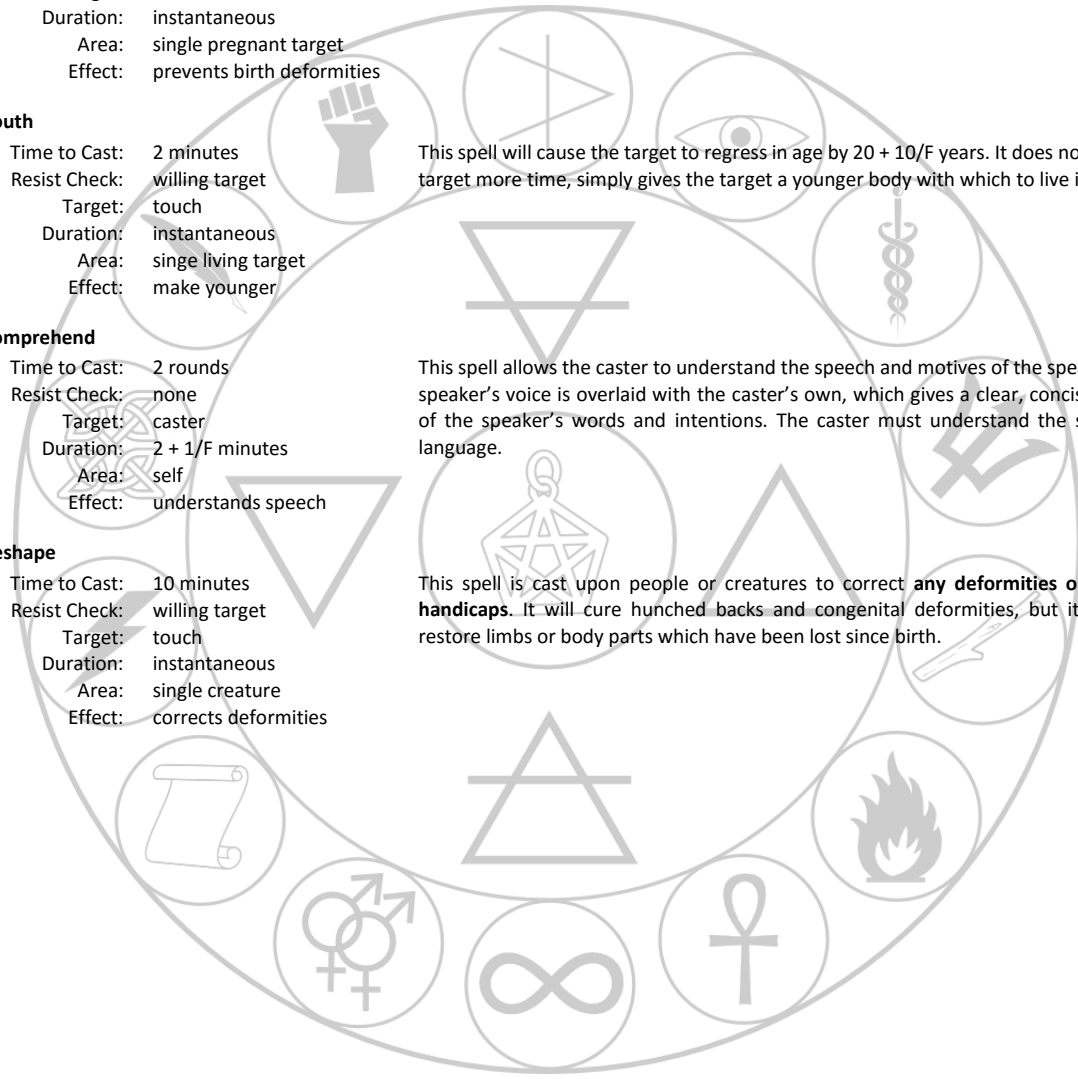 Duration: instantaneous
Area: single pregnant target
Effect: prevents birth deformities
outh
Time to Cast: 2 minutes
Resist Check: willing target
Target: touch
Duration: instantaneous
Area: singe living target
Effect: make younger
This spell will cause the target to regress in age by 20 + 10/F years. It does no
target more time, simply gives the target a younger body with which to live i
omprehend
Time to Cast: 2 rounds
Resist Check: none
Target: caster
Duration: 2 + 1/F minutes
Area: self
Effect: understands speech
This spell allows the caster to understand the speech and motives of the spe
speaker’s voice is overlaid with the caster’s own, which gives a clear, concis
of the speaker’s words and intentions. The caster must understand the s
language.
eshape
Time to Cast: 10 minutes
Resist Check: willing target
Target: touch
Duration: instantaneous
Area: single creature
Effect: corrects deformities
This spell is cast upon people or creatures to correct any deformities o
handicaps. It will cure hunched backs and congenital deformities, but it
restore limbs or body parts which have been lost since birth.